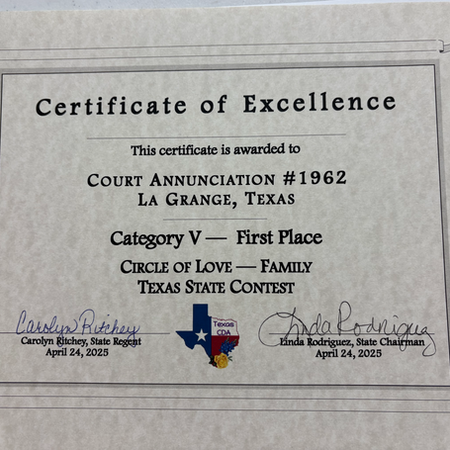 Certificate of Excellence
This certificate is awarded to
Court Annunciation #1962
La Grange, Texas
Category V — First Place
Circle of Love — Family
Texas State Contest
Carolyn Ritchey
Texas
CDA
Linda Rodriguez
Carolyn Ritchey, State Regent
April 24, 2025
Linda Rodriguez, State Chairman
April 24, 2025